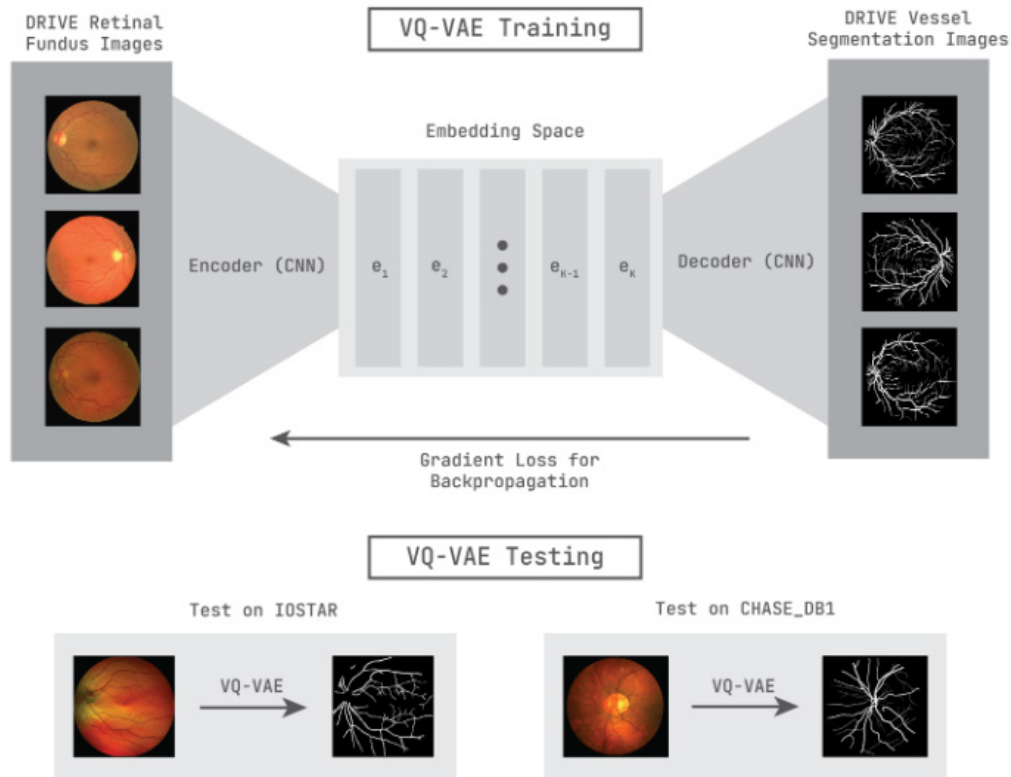 DRIVE Retinal
Fundus Images
VQ-VAE Training
DRIVE Vessel
Segmentation Images
Embedding Space
Encoder (CNN)
e₁
e₂
eₖ₋₁
eₖ
Decoder (CNN)
Gradient Loss for
Backpropagation
VQ-VAE Testing
Test on IOSTAR
VQ-VAE
Test on CHASE_DB1
VQ-VAE